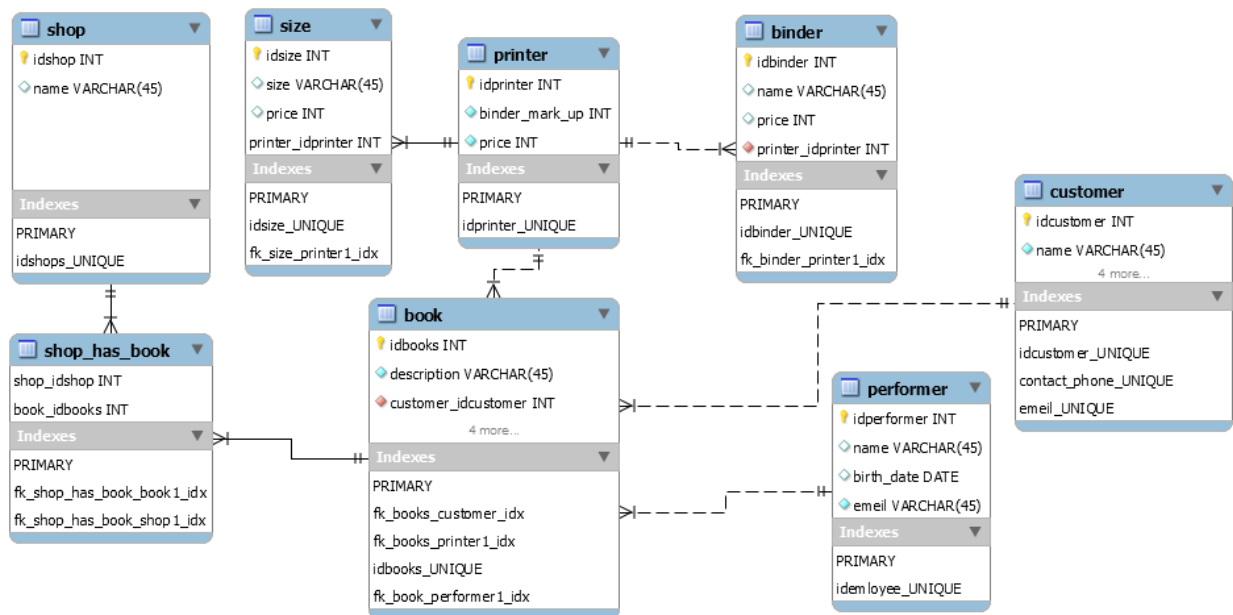 shop
idshop INT
name VARCHAR(45)
Indexes
PRIMARY
idshops_UNIQUE
size
idsize INT
size VARCHAR(45)
price INT
printer_idprinter INT
Indexes
PRIMARY
idsize_UNIQUE
fk_size_printer1_idx
printer
idprinter INT
binder_mark_up INT
price INT
Indexes
PRIMARY
idprinter_UNIQUE
binder
idbinder INT
name VARCHAR(45)
price INT
printer_idprinter INT
Indexes
PRIMARY
idbinder_UNIQUE
fk_binder_printer1_idx
customer
idcustomer INT
name VARCHAR(45)
4 more...
Indexes
PRIMARY
idcustomer_UNIQUE
contact_phone_UNIQUE
emeil_UNIQUE
shop_has_book
shop_idshop INT
book_idbooks INT
Indexes
PRIMARY
fk_shop_has_book_book1_idx
fk_shop_has_book_shop1_idx
book
idbooks INT
description VARCHAR(45)
customer_idcustomer INT
4 more...
Indexes
PRIMARY
fk_books_customer_idx
fk_books_printer1_idx
idbooks_UNIQUE
fk_book_performer1_idx
performer
idperformer INT
name VARCHAR(45)
birth_date DATE
emeil VARCHAR(45)
Indexes
PRIMARY
idemloyee_UNIQUE